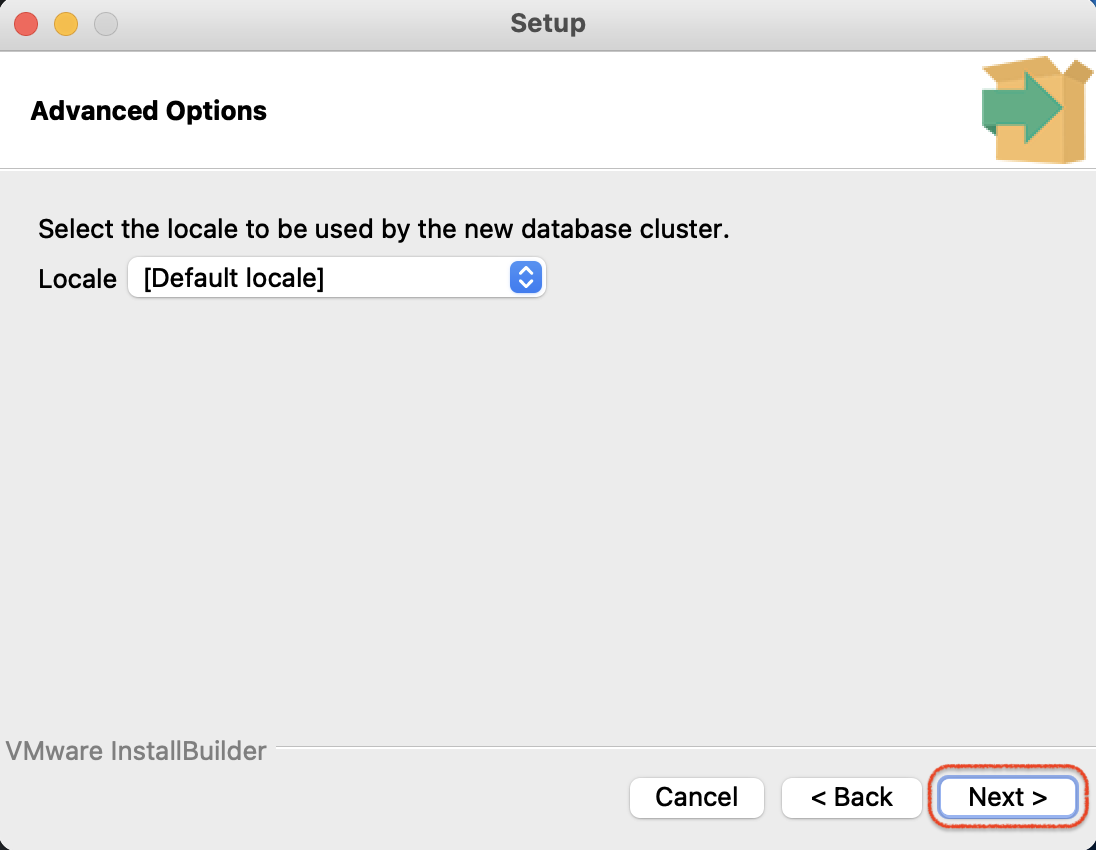 Setup
Advanced Options
Select the locale to be used by the new database cluster.
Locale [Default locale]
VMware InstallBuilder
Cancel < Back Next >